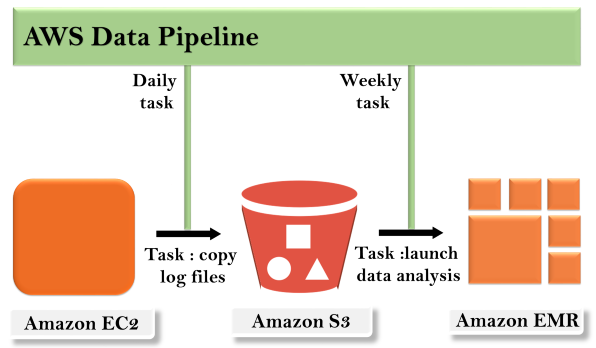 AWS Data Pipeline
Daily
task
Weekly
task
Task : copy
log files
Task :launch
data analysis
Amazon EC2
Amazon S3
Amazon EMR